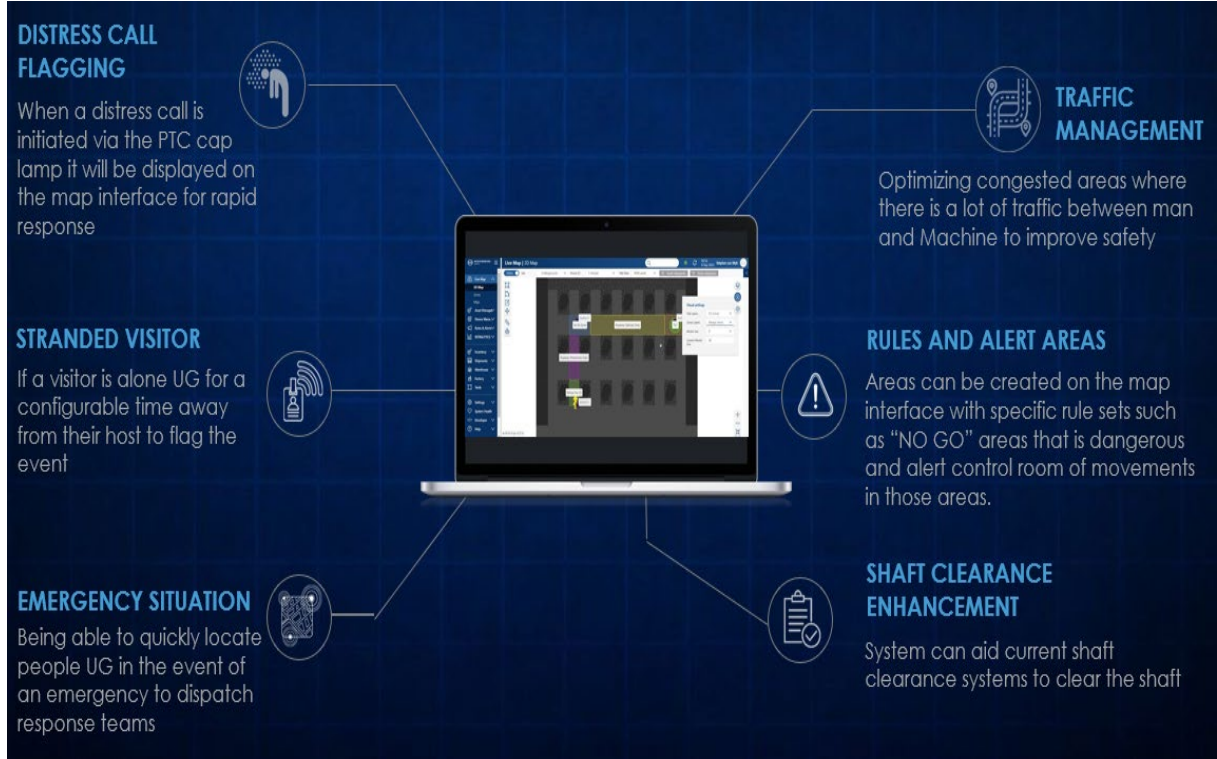 DISTRESS CALL
FLAGGING
When a distress call is
initiated via the PTC cap
lamp it will be displayed on
the map interface for rapid
response
STRANDED VISITOR
If a visitor is alone UG for a
configurable time away
from their host to flag the
event
EMERGENCY SITUATION
Being able to quickly locate
people UG in the event of
an emergency to dispatch
response teams
Live Map | 3D Map
TRAFFIC
MANAGEMENT
Optimizing congested areas where
there is a lot of traffic between man
and Machine to improve safety
RULES AND ALERT AREAS
Areas can be created on the map
interface with specific rule sets such
as “NO GO” areas that is dangerous
and alert control room of movements
in those areas.
SHAFT CLEARANCE
ENHANCEMENT
System can aid current shaft
clearance systems to clear the shaft